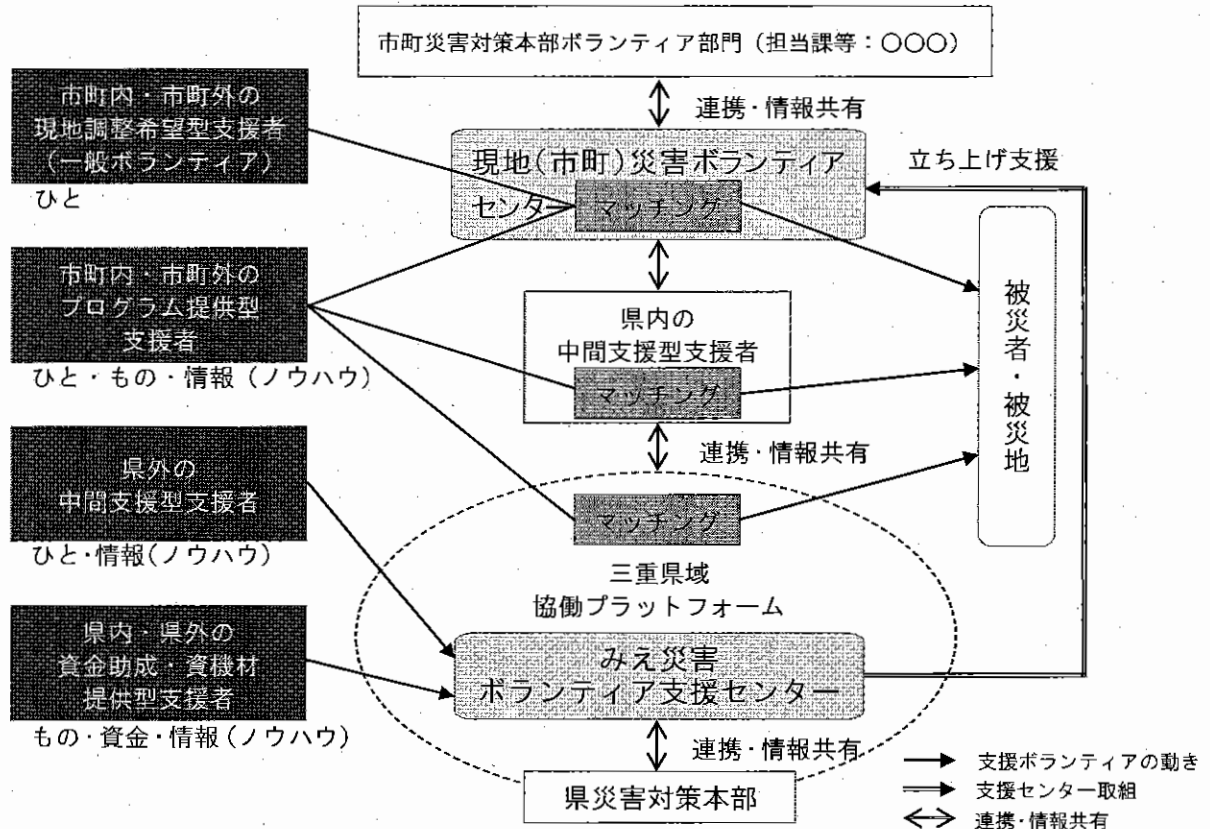 市町災害対策本部ボランティア部門（担当課等：〇〇〇）
市町内・市町外の
現地調整希望型支援者
（一般ボランティア）
ひと
連携・情報共有
現地（市町）災害ボランティア
センター
マッチング
立ち上げ支援
市町内・市町外の
プログラム提供型
支援者
ひと・もの・情報（ノウハウ）
県内の
中間支援型支援者
マッチング
被災者・被災地
連携・情報共有
県外の
中間支援型支援者
ひと・情報（ノウハウ）
マッチング
三重県域
協働プラットフォーム
県内・県外の
資金助成・資機材
提供型支援者
もの・資金・情報（ノウハウ）
みえ災害
ボランティア支援センター
連携・情報共有
県災害対策本部
支援ボランティアの動き
支援センター取組
連携・情報共有